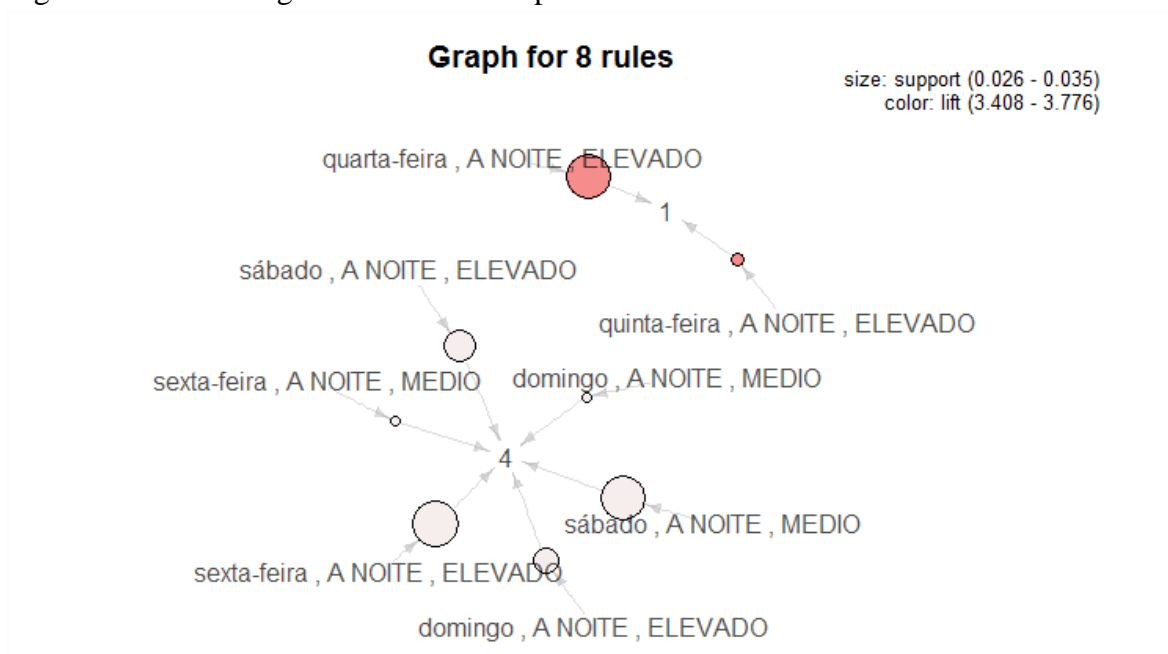 Graph for 8 rules
size: support (0.026 - 0.035)
color: lift (3.408 - 3.776)
quarta-feira , A NOITE , ELEVADO
1
sábado , A NOITE , ELEVADO
quinta-feira , A NOITE , ELEVADO
sexta-feira , A NOITE , MEDIO
domingo , A NOITE , MEDIO
4
sábado , A NOITE , MEDIO
sexta-feira , A NOITE , ELEVADO
domingo , A NOITE , ELEVADO